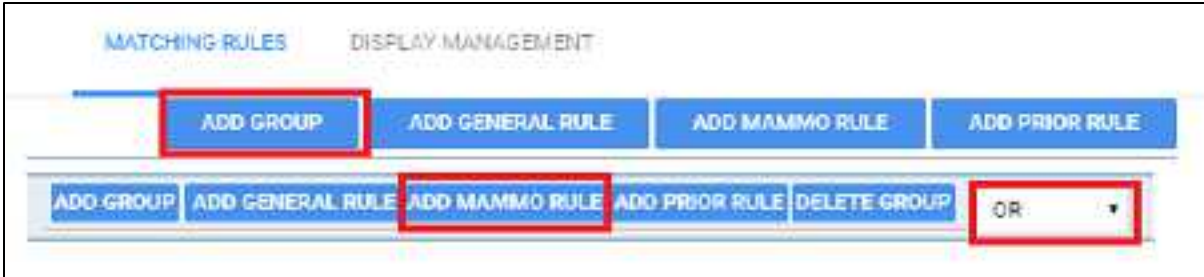 MATCHING RULES DISPLAY MANAGEMENT
ADD GROUP ADD GENERAL RULE ADD MAMMO RULE ADD PRIOR RULE
ADD GROUP ADD GENERAL RULE ADD MAMMO RULE ADD PRIOR RULE DELETE GROUP OR